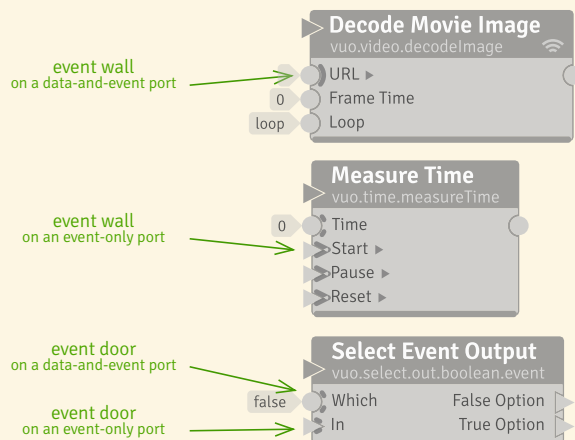 Decode Movie Image
vuo.video.decodeImage
event wall
on a data-and-event port
URL
0 Frame Time
loop Loop
Measure Time
vuo.time.measureTime
event wall
on an event-only port
0 Time
Start
Pause
Reset
event door
on a data-and-event port
Select Event Output
vuo.select.out.boolean.event
false Which False Option
event door
on an event-only port
In True Option